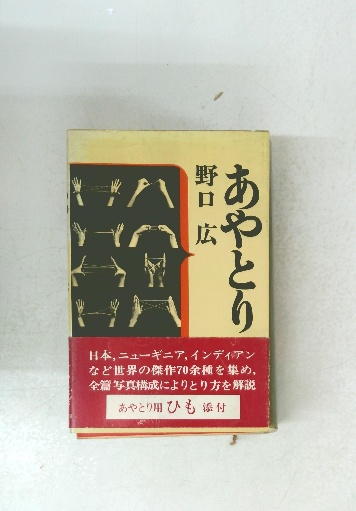 あやとり
野口 広
日本,ニューギニア,インディアン
など世界の傑作70余種を集め,
全篇写真構成によりとり方を解説
あやとり用 ひも 添付